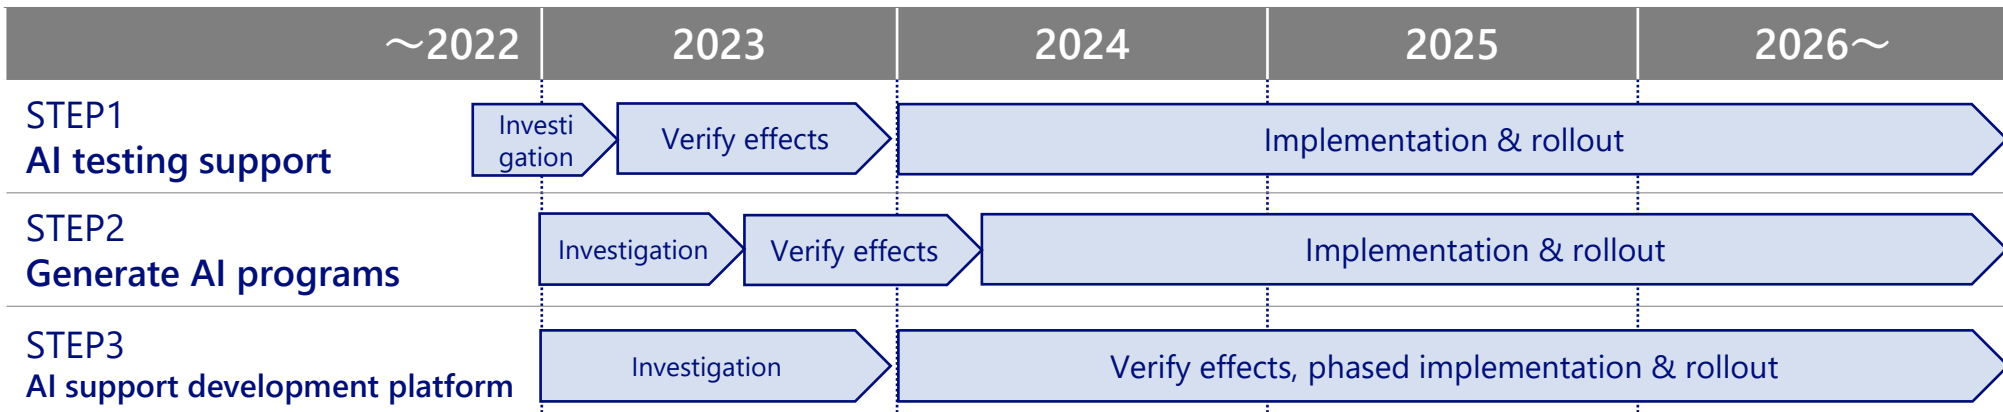 ～2022 2023 2024 2025 2026～
STEP1
AI testing support
Investi
gation
Verify effects
Implementation & rollout
STEP2
Generate AI programs
Investigation
Verify effects
Implementation & rollout
STEP3
AI support development platform
Investigation
Verify effects, phased implementation & rollout